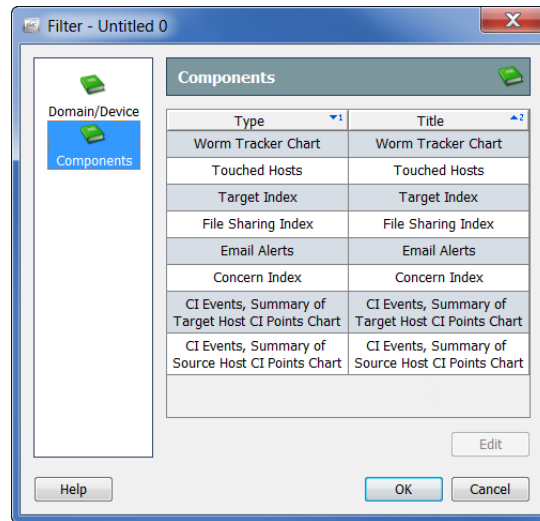 Filter - Untitled 0
Domain/Device
Components
Components
Type 1 Title 2
Worm Tracker Chart Worm Tracker Chart
Touched Hosts Touched Hosts
Target Index Target Index
File Sharing Index File Sharing Index
Email Alerts Email Alerts
Concern Index Concern Index
CI Events, Summary of CI Events, Summary of
Target Host CI Points Chart Target Host CI Points Chart
CI Events, Summary of CI Events, Summary of
Source Host CI Points Chart Source Host CI Points Chart
Edit
Help OK Cancel